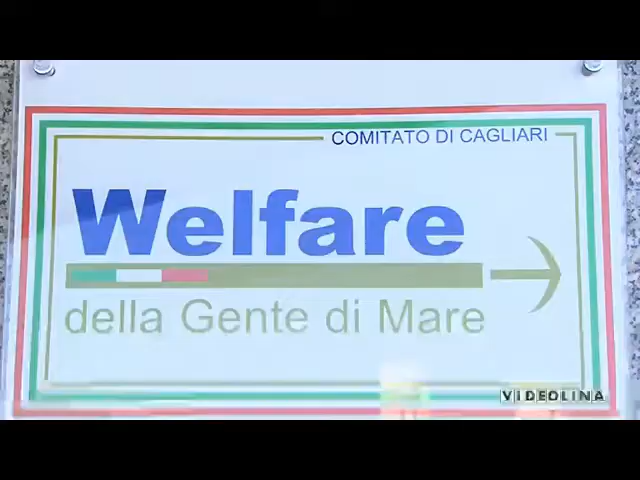 COMITATO DI CAGLIARI
Welfare
della Gente di Mare
VIDEOLINA